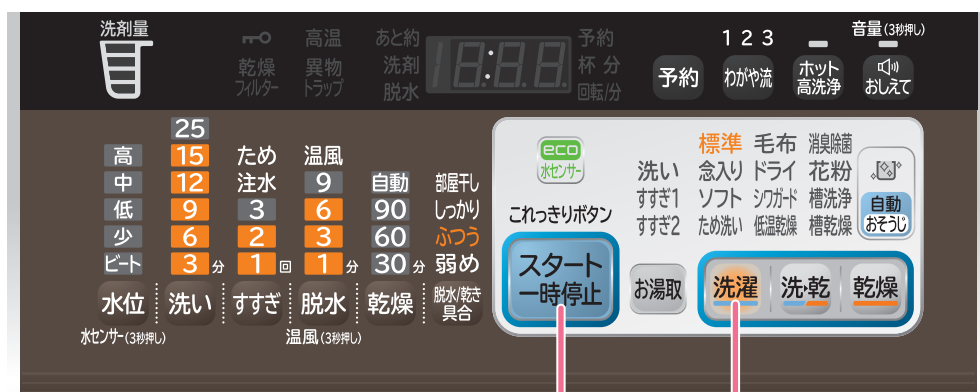 洗剤量
高温
乾燥
フィルター
異物
トラップ
あと約
洗剤
脱水
18:8.8.
予約
杯 分
回転/分
予約
1 2 3
わがや流
ホット
高洗浄
音量(3秒押し)
おしえて
高
中
低
少
ビート
水位
水センサー(3秒押し)
25
15
12
9
6
3 分
洗い
ため
注水
3
2
1 回
すすぎ
温風
9
6
3
1 分
脱水
温風(3秒押し)
自動
90
60
30 分
乾燥
部屋干し
しっかり
ふつう
弱め
脱水/乾き
具合
eco
水センサー
これっきりボタン
スタート
一時停止
お湯取
洗い
すすぎ1
すすぎ2
標準 毛布 消臭除菌
念入り ドライ 花粉
ソフト シワガード 槽洗浄
ため洗い 低温乾燥 槽乾燥
自動
おそうじ
洗濯
洗・乾
乾燥